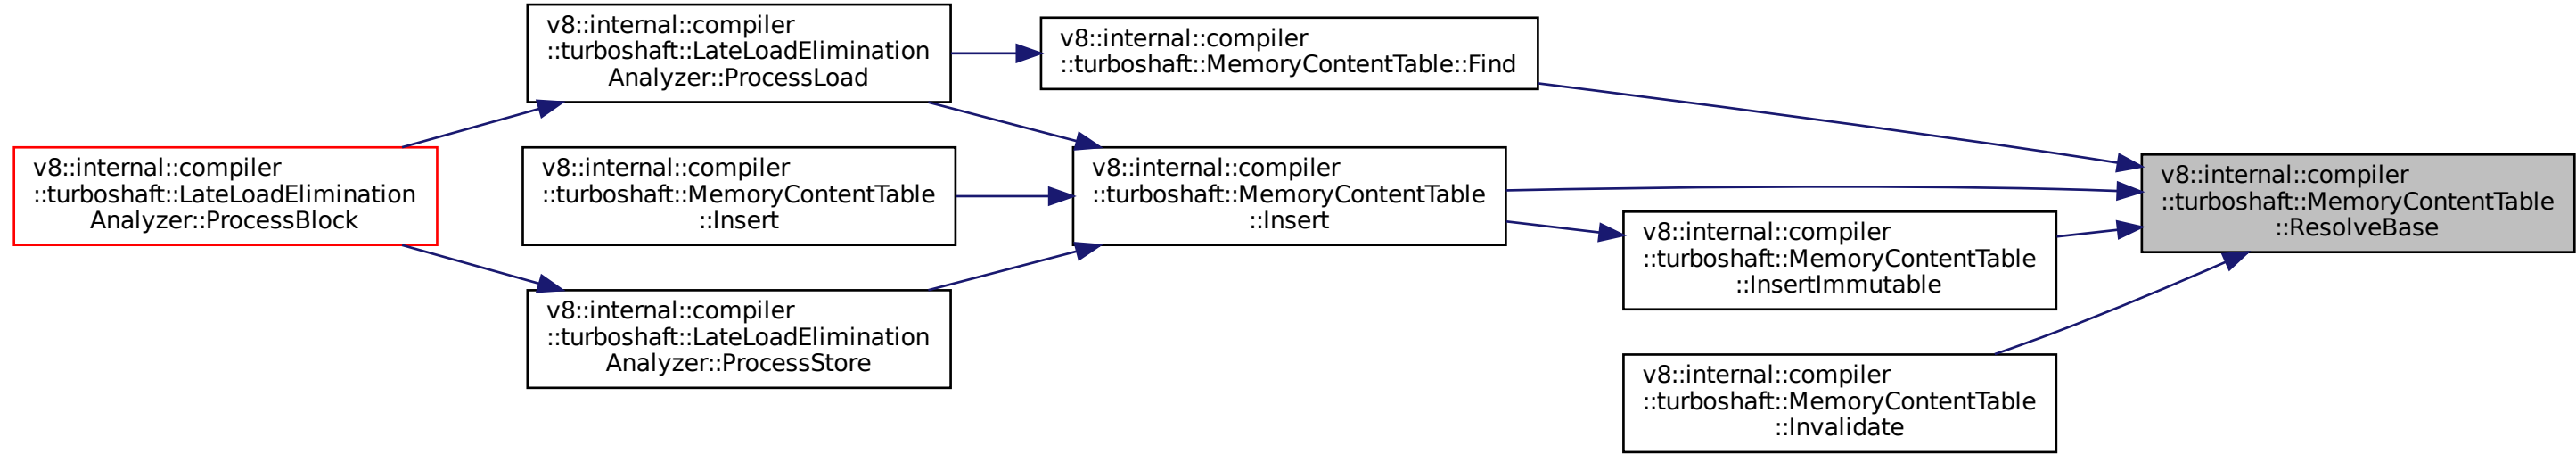 v8::internal::compiler
::turboshaft::LateLoadElimination
Analyzer::ProcessBlock
v8::internal::compiler
::turboshaft::LateLoadElimination
Analyzer::ProcessLoad
v8::internal::compiler
::turboshaft::MemoryContentTable
::Insert
v8::internal::compiler
::turboshaft::LateLoadElimination
Analyzer::ProcessStore
v8::internal::compiler
::turboshaft::MemoryContentTable::Find
v8::internal::compiler
::turboshaft::MemoryContentTable
::Insert
v8::internal::compiler
::turboshaft::MemoryContentTable
::InsertImmutable
v8::internal::compiler
::turboshaft::MemoryContentTable
::Invalidate
v8::internal::compiler
::turboshaft::MemoryContentTable
::ResolveBase